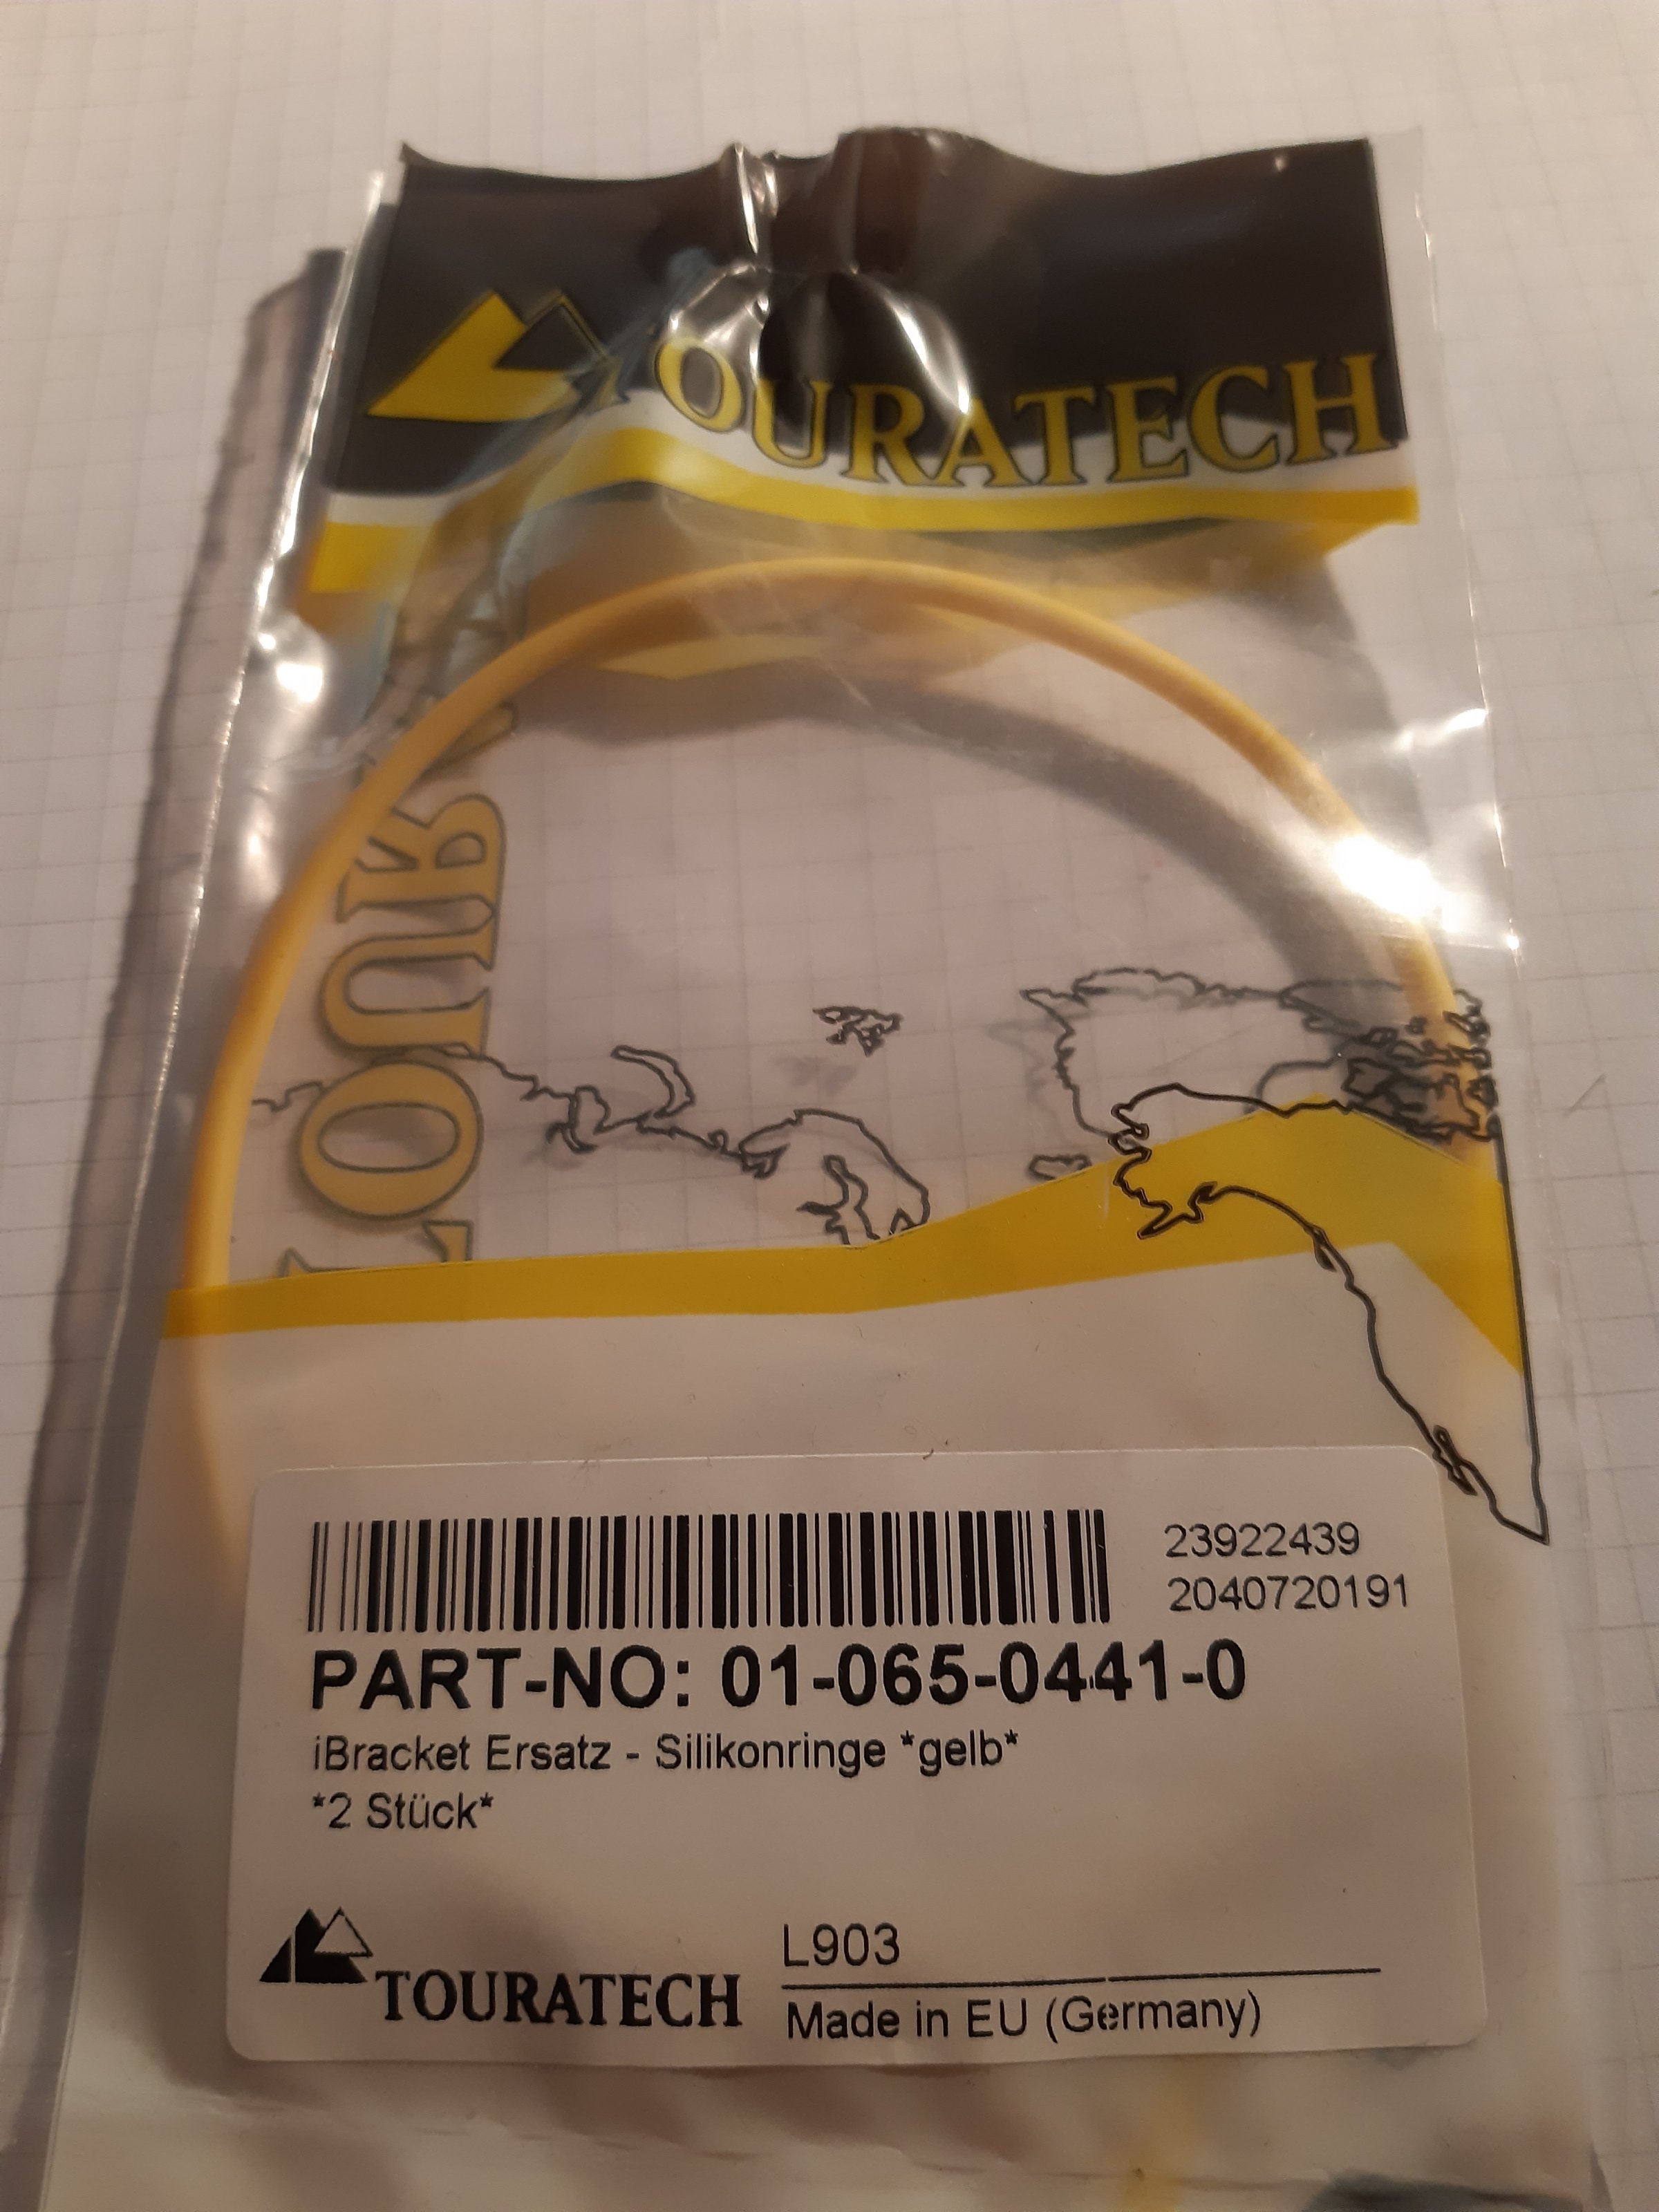 TOURATECH
TOUR
23922439
2040720191
PART-NO: 01-065-0441-0
iBracket Ersatz - Silikonringe *gelb*
*2 Stück*
TOURATECH
L903
Made in EU (Germany)